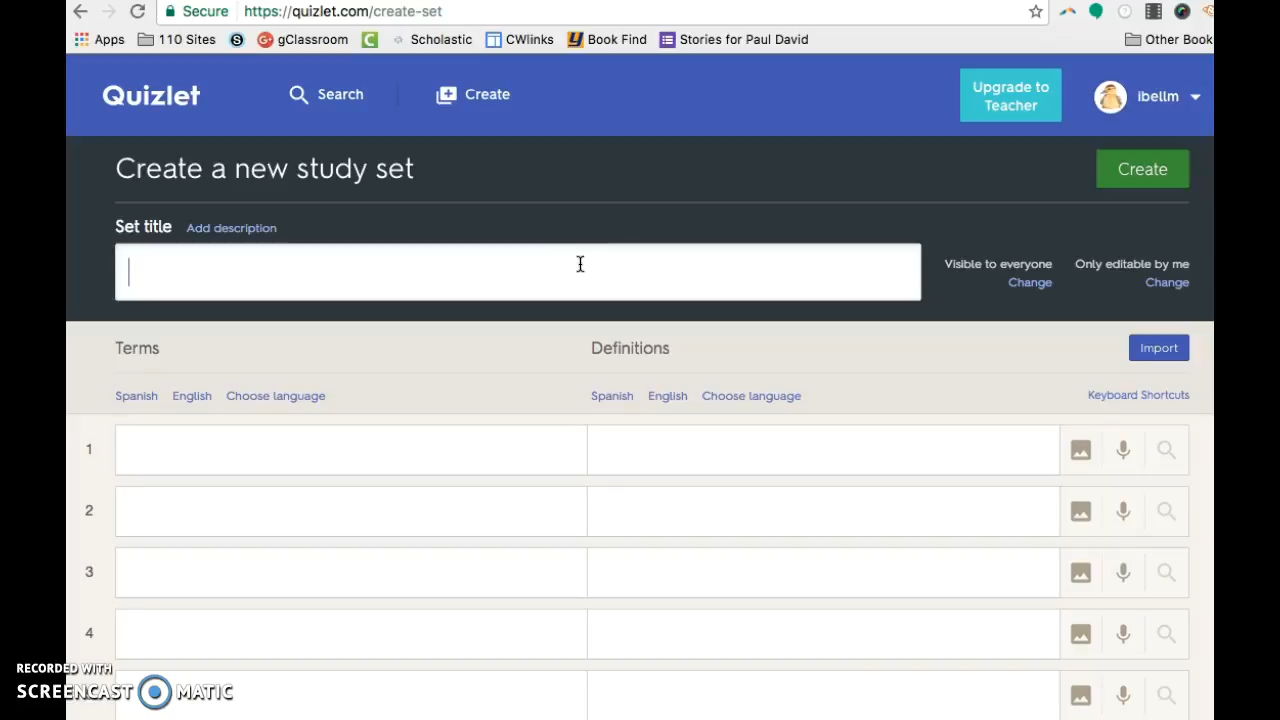 Secure https://quizlet.com/create-set
Apps 110 Sites S gClassroom C Scholastic CWlinks Book Find Stories for Paul David Other Book
Quizlet Search Create Upgrade to Teacher ibellm
Create a new study set Create
Set title Add description
Visible to everyone Only editable by me
Change Change
Terms Definitions Import
Spanish English Choose language Spanish English Choose language Keyboard Shortcuts
1
2
3
4
RECORDED WITH
SCREENCAST MATIC